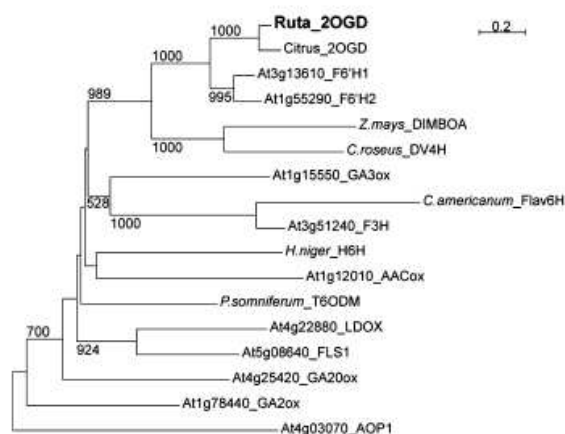 1000 Ruta_2OGD 0.2
1000 Citrus_2OGD
At3g13610_F6'H1
989 995 At1g55290_F6'H2
Z.mays_DIMBOA
1000 C.roseus_DV4H
At1g15550_GA3ox
528 C.americanum_Flav6H
1000 At3g51240_F3H
H.niger_H6H
At1g12010_AACox
P.somniferum_T6ODM
700 At4g22880_LDOX
924 At5g08640_FLS1
At4g25420_GA20ox
At1g78440_GA2ox
At4g03070_AOP1